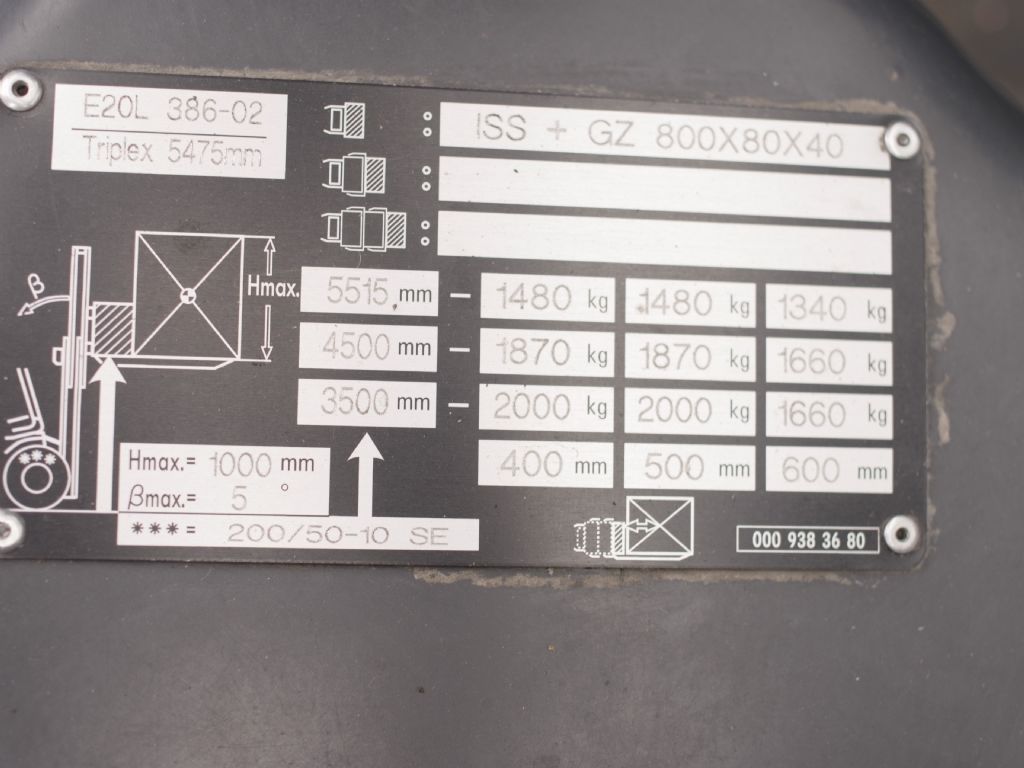 E20L 386-02
Triplex 5475mm
: ISS + GZ 800X80X40
:
:
β
Hmax.
5515 mm – 1480 kg 1480 kg 1340 kg
4500 mm – 1870 kg 1870 kg 1660 kg
3500 mm – 2000 kg 2000 kg 1660 kg
400 mm 500 mm 600 mm
Hmax.= 1000 mm
βmax.= 5 °
***
***= 200/50-10 SE
000 938 36 80